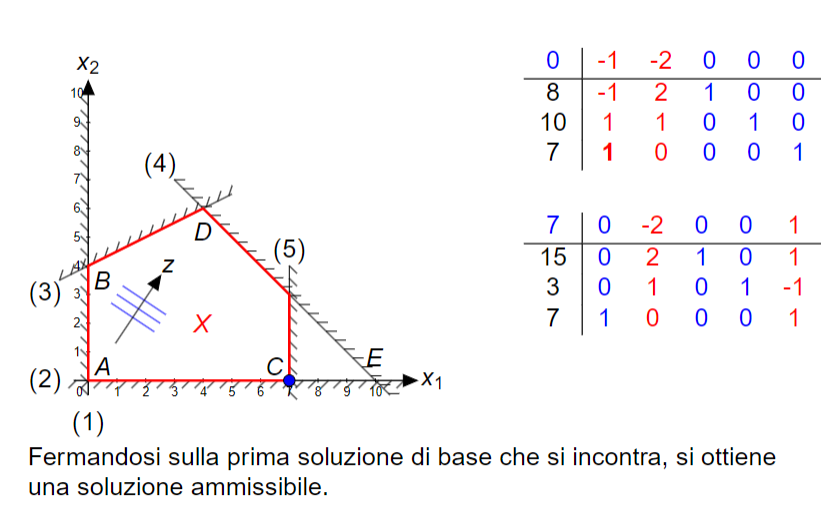 x2
10
9
8
7
6
5
4
3
2
1
0
1 2 3 4 5 6 7 8 9 10
x1
(4)
(5)
(3)
(2)
(1)
D
z
B
X
A
C
E
0 -1 -2 0 0 0
8 -1 2 1 0 0
10 1 1 0 1 0
7 1 0 0 0 1
7 0 -2 0 0 1
15 0 2 1 0 1
3 0 1 0 1 -1
7 1 0 0 0 1
Fermandosi sulla prima soluzione di base che si incontra, si ottiene
una soluzione ammissibile.